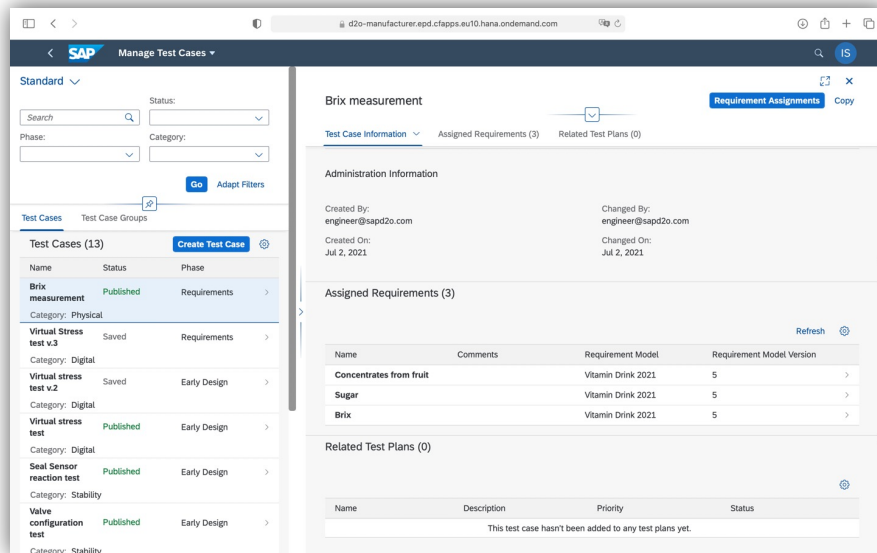 d2o-manufacturer.epd.cfapps.eu10.hana.ondemand.com
SAP Manage Test Cases
IS
Standard
Status:
Search
Phase:
Category:
Go Adapt Filters
Test Cases Test Case Groups
Test Cases (13) Create Test Case
Name Status Phase
Brix measurement Published Requirements
Category: Physical
Virtual Stress test v.3 Saved Requirements
Category: Digital
Virtual stress test v.2 Saved Early Design
Category: Digital
Virtual stress test Published Early Design
Category: Digital
Seal Sensor reaction test Published Early Design
Category: Stability
Valve configuration test Published Early Design
Category: Stability
Brix measurement
Requirement Assignments Copy
Test Case Information Assigned Requirements (3) Related Test Plans (0)
Administration Information
Created By: Changed By:
engineer@sapd2o.com engineer@sapd2o.com
Created On: Changed On:
Jul 2, 2021 Jul 2, 2021
Assigned Requirements (3)
Refresh
Name Comments Requirement Model Requirement Model Version
Concentrates from fruit Vitamin Drink 2021 5
Sugar Vitamin Drink 2021 5
Brix Vitamin Drink 2021 5
Related Test Plans (0)
Name Description Priority Status
This test case hasn't been added to any test plans yet.